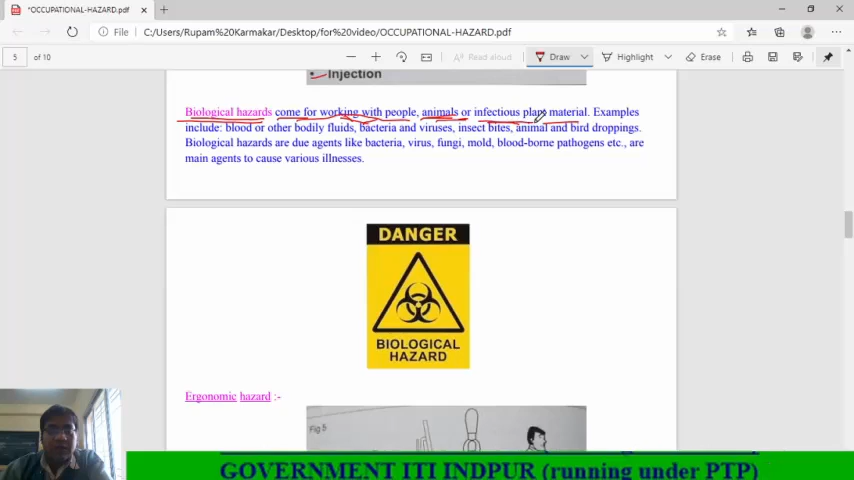 *OCCUPATIONAL-HAZARD.pdf
File
C:/Users/Rupam%20Karmakar/Desktop/for%20video/OCCUPATIONAL-HAZARD.pdf
5 of 10
Read aloud
Draw
Highlight
Erase
Injection
Biological hazards come for working with people, animals or infectious plant material. Examples
include: blood or other bodily fluids, bacteria and viruses, insect bites, animal and bird droppings.
Biological hazards are due agents like bacteria, virus, fungi, mold, blood-borne pathogens etc., are
main agents to cause various illnesses.
DANGER
BIOLOGICAL
HAZARD
Ergonomic hazard :-
Fig 5
GOVERNMENT ITI INDPUR (running under PTP)